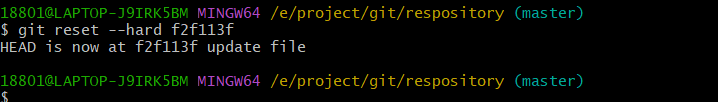 18801@LAPTOP-J9IRK5BM MINGW64 /e/project/git/respository (master)
$ git reset --hard f2f113f
HEAD is now at f2f113f update file
18801@LAPTOP-J9IRK5BM MINGW64 /e/project/git/respository (master)
$